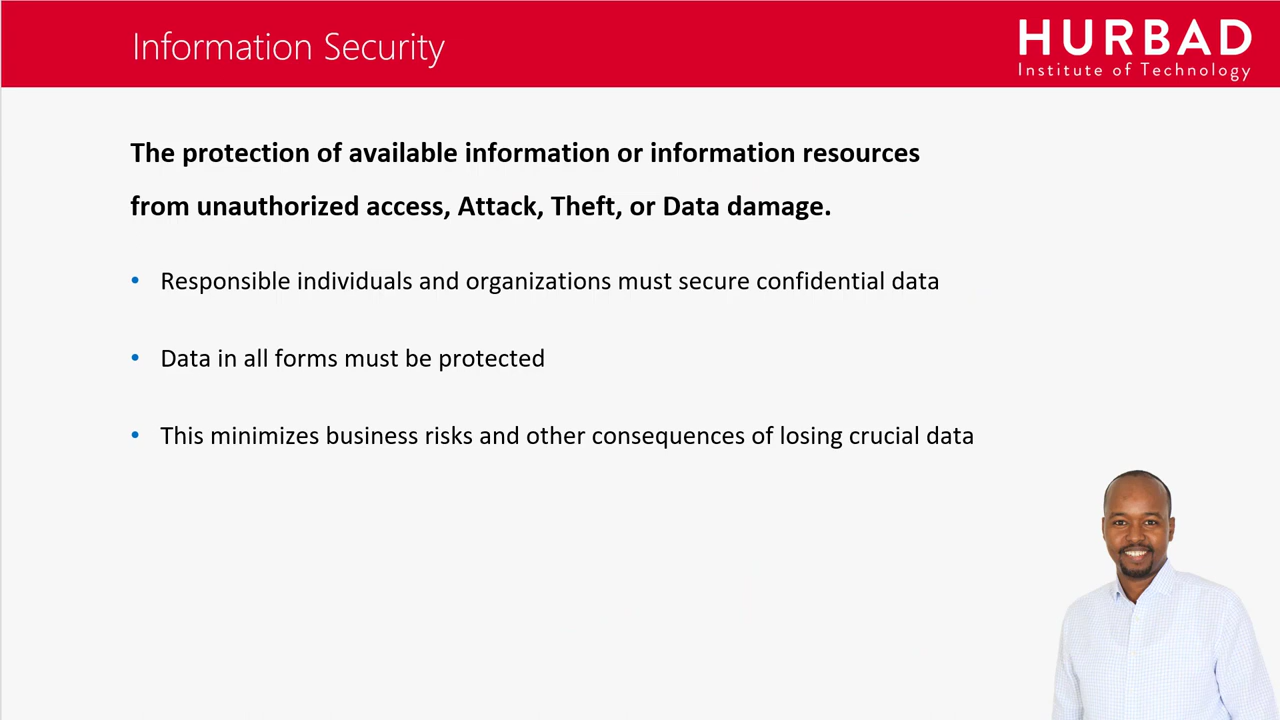 Information Security
HURBAD
Institute of Technology
The protection of available information or information resources
from unauthorized access, Attack, Theft, or Data damage.
• Responsible individuals and organizations must secure confidential data
• Data in all forms must be protected
• This minimizes business risks and other consequences of losing crucial data